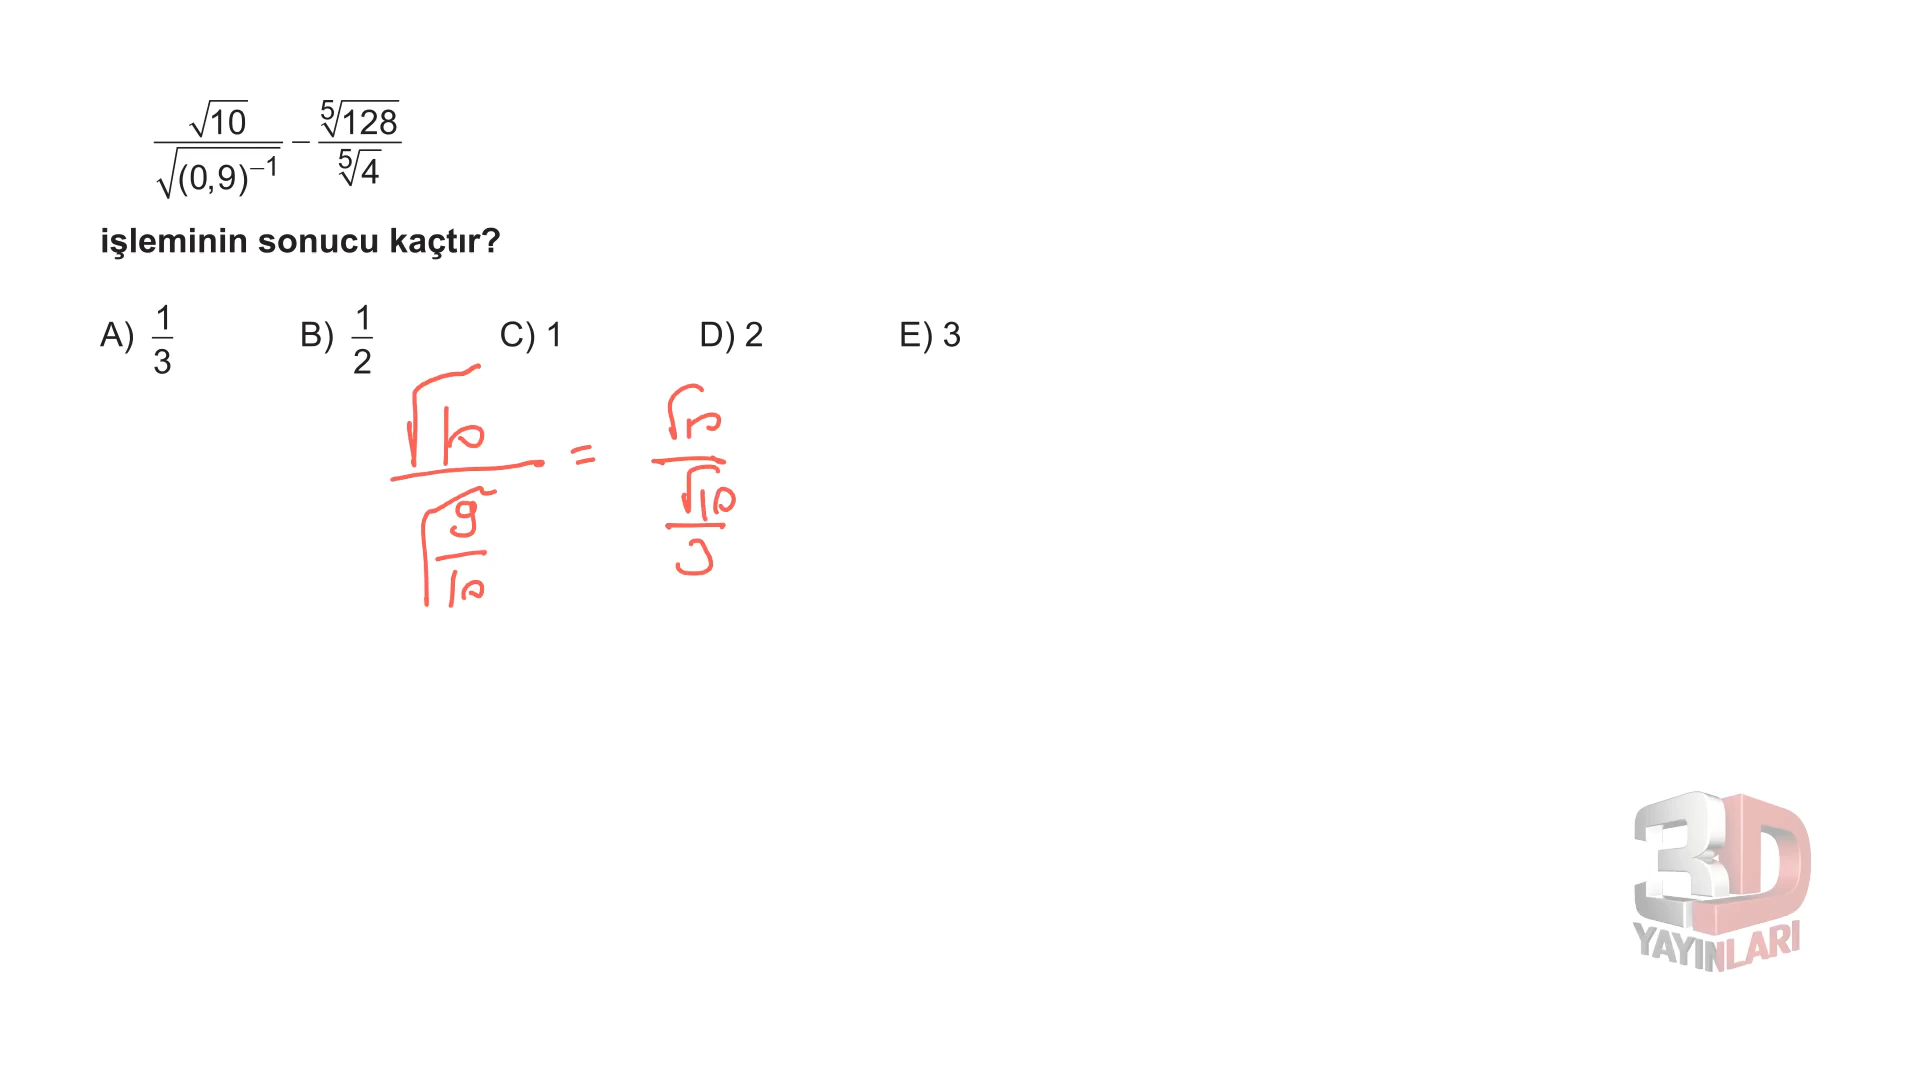 √10 / √(0,9)⁻¹ − ⁵√128 / ⁵√4
işleminin sonucu kaçtır?
A) 1/3 B) 1/2 C) 1 D) 2 E) 3
√10 / √(9/10) = √10 / (√10 / 3)
3D
YAYINLARI